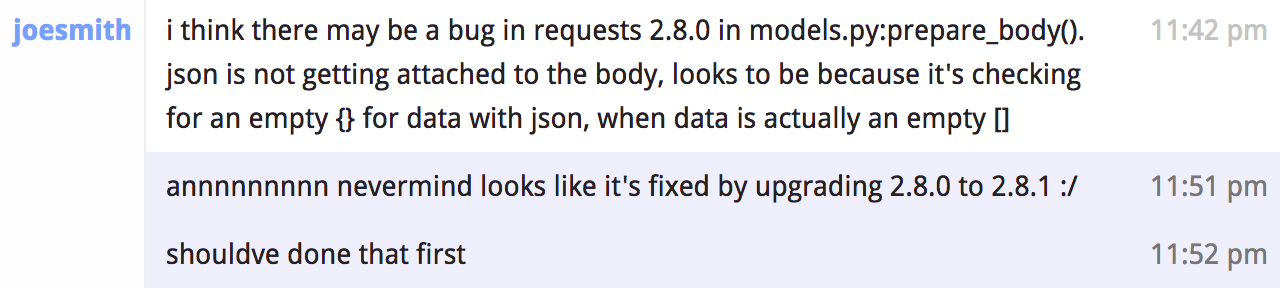 joesmith i think there may be a bug in requests 2.8.0 in models.py:prepare_body(). 11:42 pm
json is not getting attached to the body, looks to be because it's checking
for an empty {} for data with json, when data is actually an empty []
annnnnnnnn nevermind looks like it's fixed by upgrading 2.8.0 to 2.8.1 :/ 11:51 pm
shouldve done that first 11:52 pm